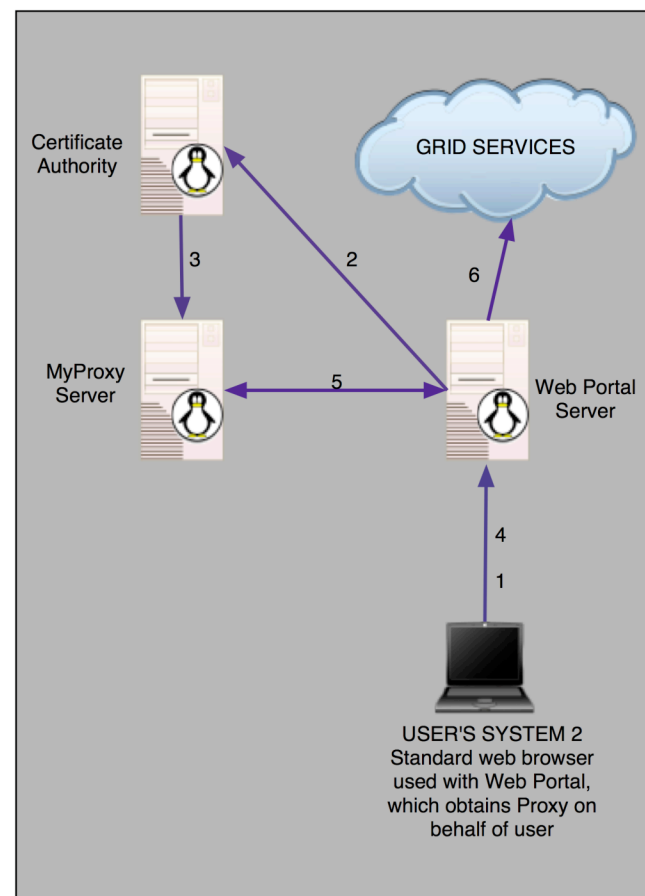 Certificate
Authority
GRID SERVICES
3
2
6
MyProxy
Server
5
Web Portal
Server
4
1
USER'S SYSTEM 2
Standard web browser
used with Web Portal,
which obtains Proxy on
behalf of user